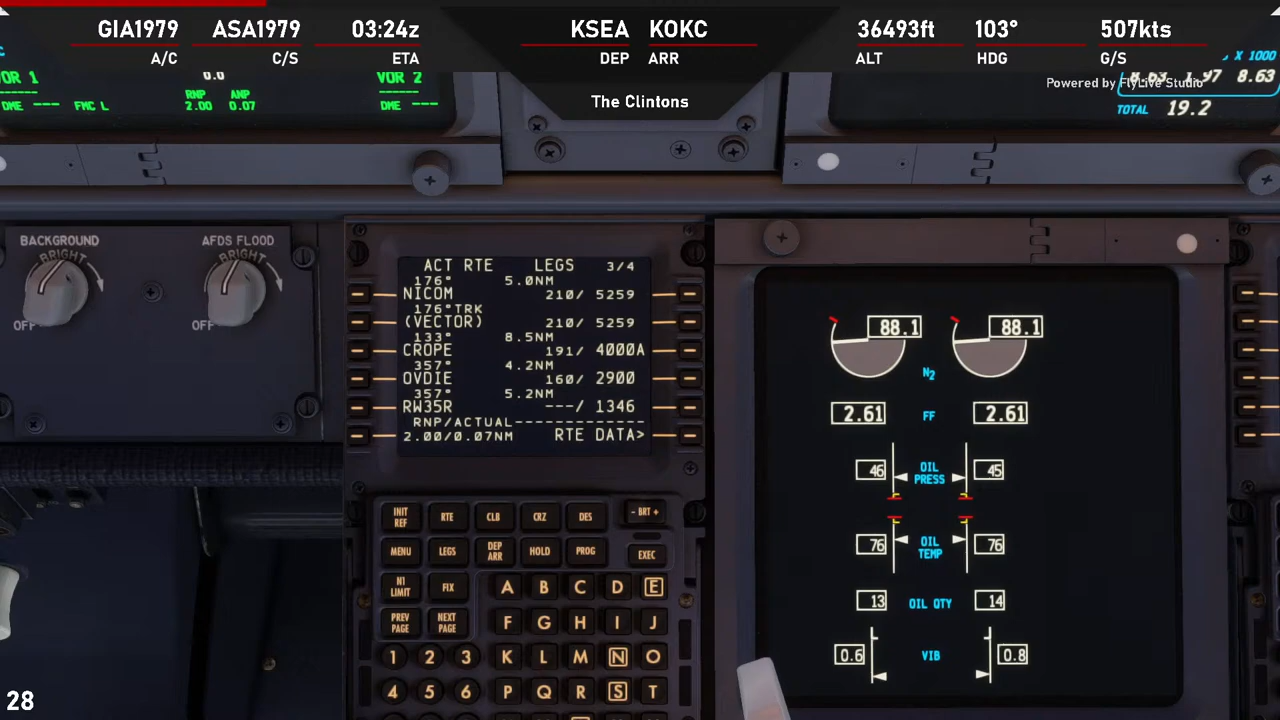 GIA1979 ASA1979 03:24z KSEA KOKC 36493ft 103° 507kts
A/C C/S ETA DEP ARR ALT HDG G/S
The Clintons
Powered by FlyLive Studio
X 1000
VOR 1 0.0 VOR 2
RNP ANP
DME --- FMC L 2.00 0.07 DME ---
8.63 1.97 8.63
TOTAL 19.2
BACKGROUND AFDS FLOOD
BRIGHT BRIGHT
OFF OFF
ACT RTE LEGS 3/4
176° 5.0NM
NICOM 210/ 5259
176°TRK
(VECTOR) 210/ 5259
133° 8.5NM
CROPE 191/ 4000A
357° 4.2NM
OVDIE 160/ 2900
357° 5.2NM
RW35R ---/ 1346
RNP/ACTUAL--------------
2.00/0.07NM RTE DATA>
88.1 88.1
N2
2.61 FF 2.61
46 OIL PRESS 45
76 OIL TEMP 76
13 OIL QTY 14
0.6 VIB 0.8
INIT REF RTE CLB CRZ DES - BRT +
MENU LEGS DEP ARR HOLD PROG EXEC
N1 LIMIT FIX A B C D E
PREV PAGE NEXT PAGE F G H I J
1 2 3 K L M N O
4 5 6 P Q R S T
28